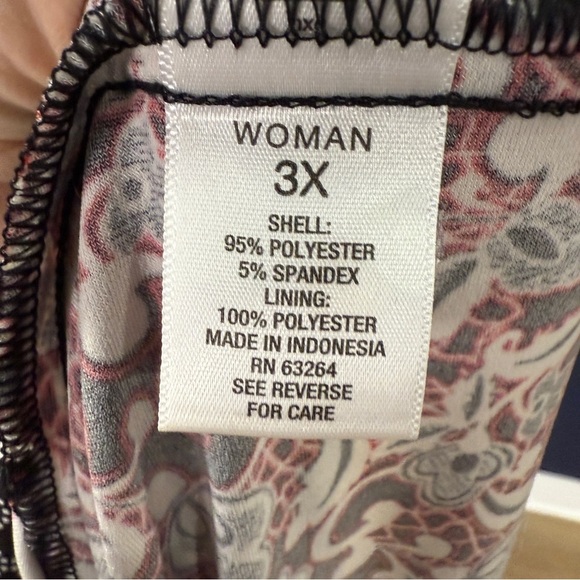 WOMAN
3X
SHELL:
95% POLYESTER
5% SPANDEX
LINING:
100% POLYESTER
MADE IN INDONESIA
RN 63264
SEE REVERSE
FOR CARE